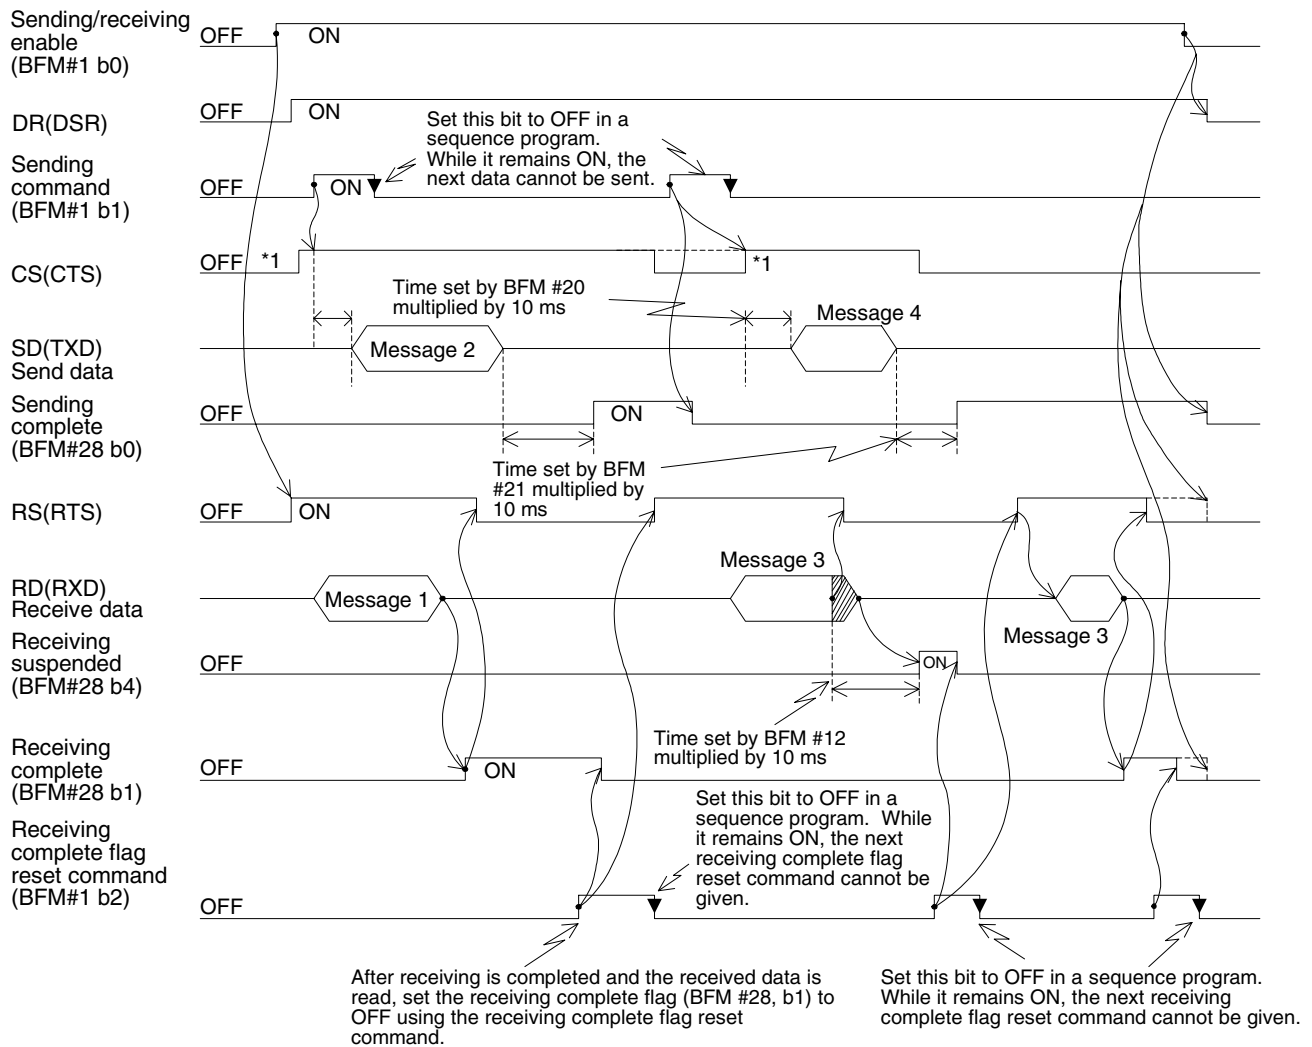 Sending/receiving
enable
(BFM#1 b0)
OFF
ON
DR(DSR)
OFF
ON
Set this bit to OFF in a
sequence program.
While it remains ON, the
next data cannot be sent.
Sending
command
(BFM#1 b1)
OFF
ON
CS(CTS)
OFF
*1
*1
Time set by BFM #20
multiplied by 10 ms
SD(TXD)
Send data
Message 2
Message 4
Sending
complete
(BFM#28 b0)
OFF
ON
Time set by BFM
#21 multiplied by
10 ms
RS(RTS)
OFF
ON
RD(RXD)
Receive data
Message 1
Message 3
Message 3
Receiving
suspended
(BFM#28 b4)
OFF
ON
Time set by BFM #12
multiplied by 10 ms
Receiving
complete
(BFM#28 b1)
OFF
ON
Set this bit to OFF in a
sequence program. While
it remains ON, the next
receiving complete flag
reset command cannot be
given.
Receiving
complete flag
reset command
(BFM#1 b2)
OFF
After receiving is completed and the received data is
read, set the receiving complete flag (BFM #28, b1) to
OFF using the receiving complete flag reset
command.
Set this bit to OFF in a sequence program.
While it remains ON, the next receiving
complete flag reset command cannot be given.